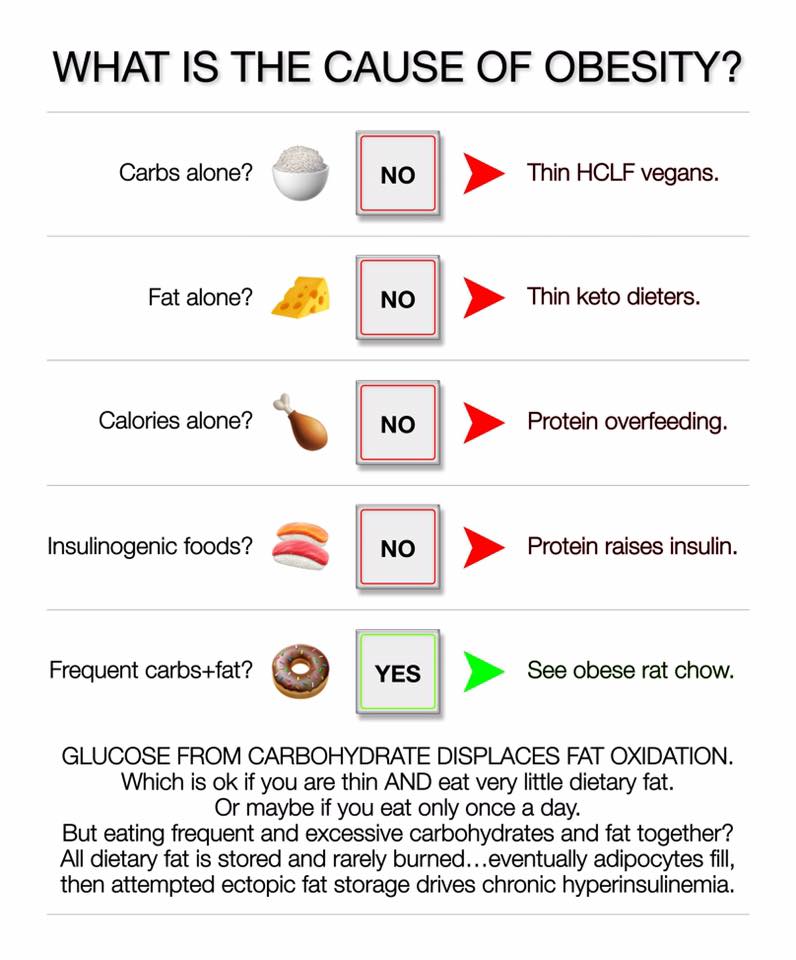 WHAT IS THE CAUSE OF OBESITY?
Carbs alone? NO Thin HCLF vegans.
Fat alone? NO Thin keto dieters.
Calories alone? NO Protein overfeeding.
Insulinogenic foods? NO Protein raises insulin.
Frequent carbs+fat? YES See obese rat chow.
GLUCOSE FROM CARBOHYDRATE DISPLACES FAT OXIDATION.
Which is ok if you are thin AND eat very little dietary fat.
Or maybe if you eat only once a day.
But eating frequent and excessive carbohydrates and fat together?
All dietary fat is stored and rarely burned...eventually adipocytes fill,
then attempted ectopic fat storage drives chronic hyperinsulinemia.